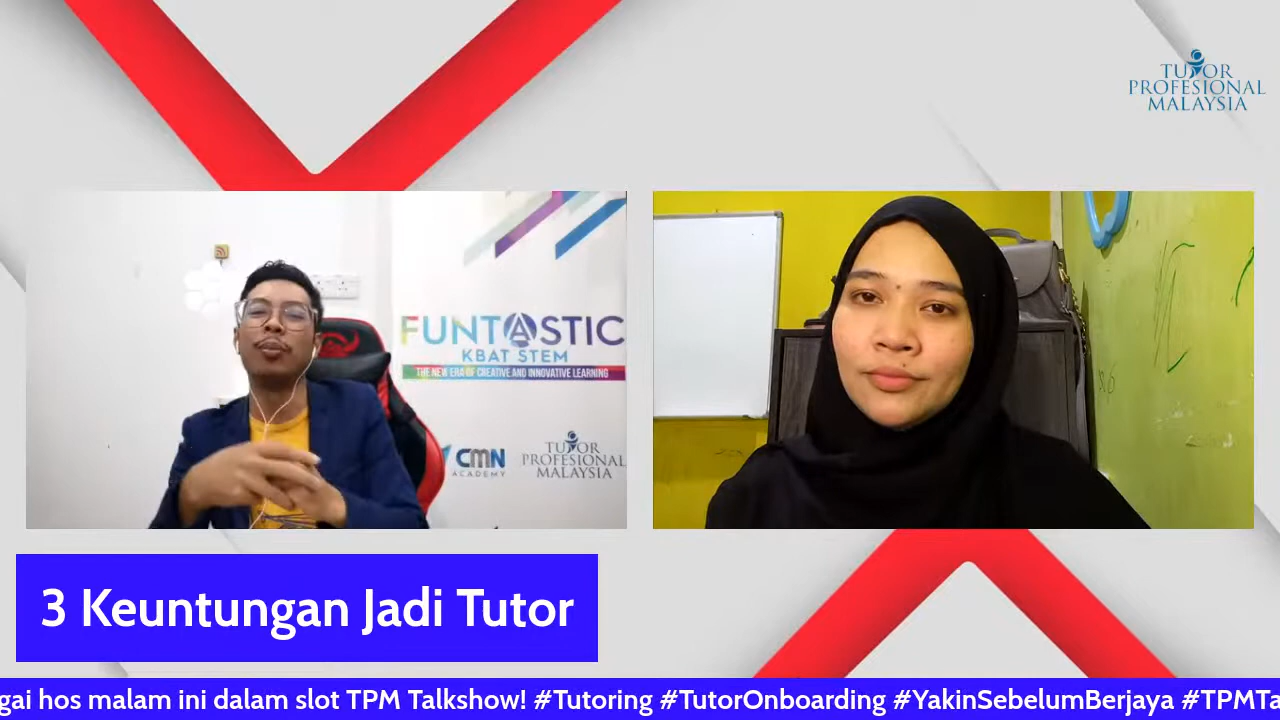 TUTOR
PROFESIONAL
MALAYSIA
FUNTASTIC
KBAT STEM
THE NEW ERA OF CREATIVE AND INNOVATIVE LEARNING
CMN
ACADEMY
TUTOR
PROFESIONAL
MALAYSIA
3 Keuntungan Jadi Tutor
gai hos malam ini dalam slot TPM Talkshow! #Tutoring #TutorOnboarding #YakinSebelumBerjaya #TPMTa